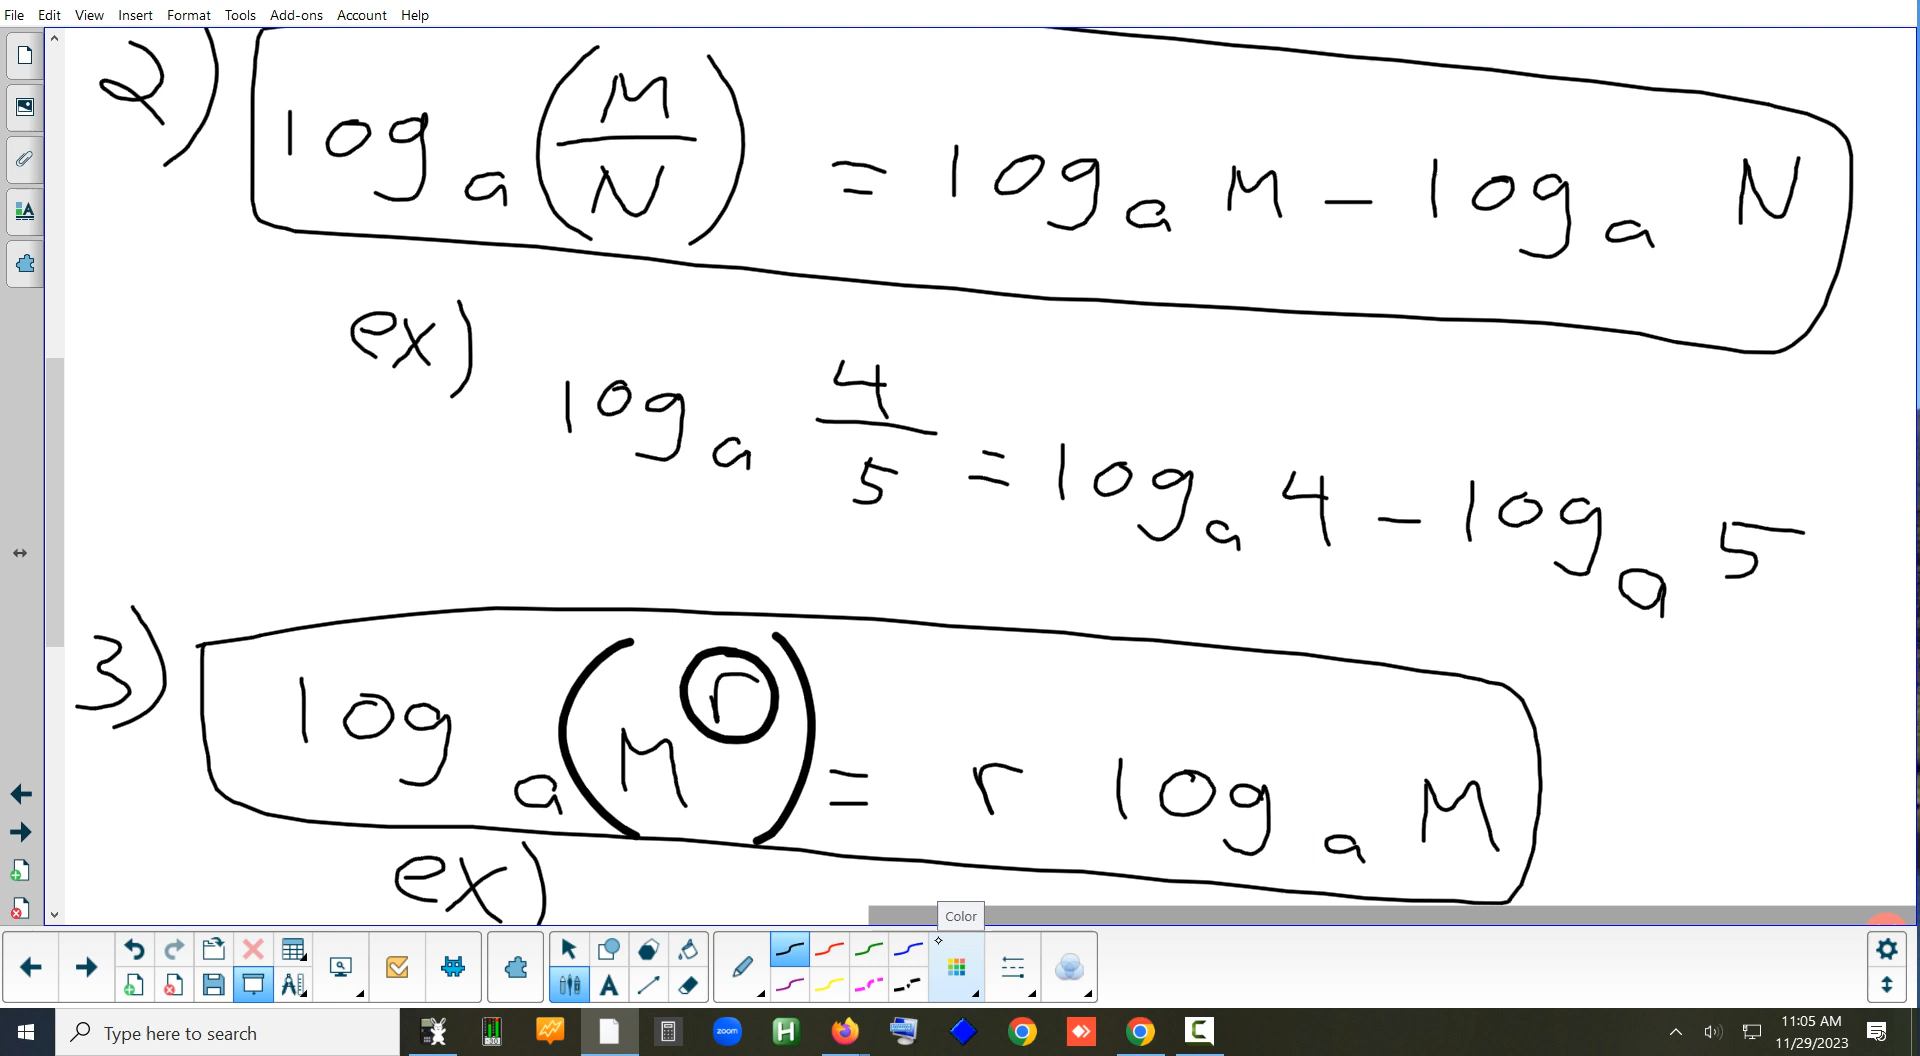 File Edit View Insert Format Tools Add-ons Account Help
2) log_a (M/N) = log_a M - log_a N
ex) log_a 4/5 = log_a 4 - log_a 5
3) log_a (M^r) = r log_a M
ex)
Color
Type here to search
zoom
11:05 AM
11/29/2023